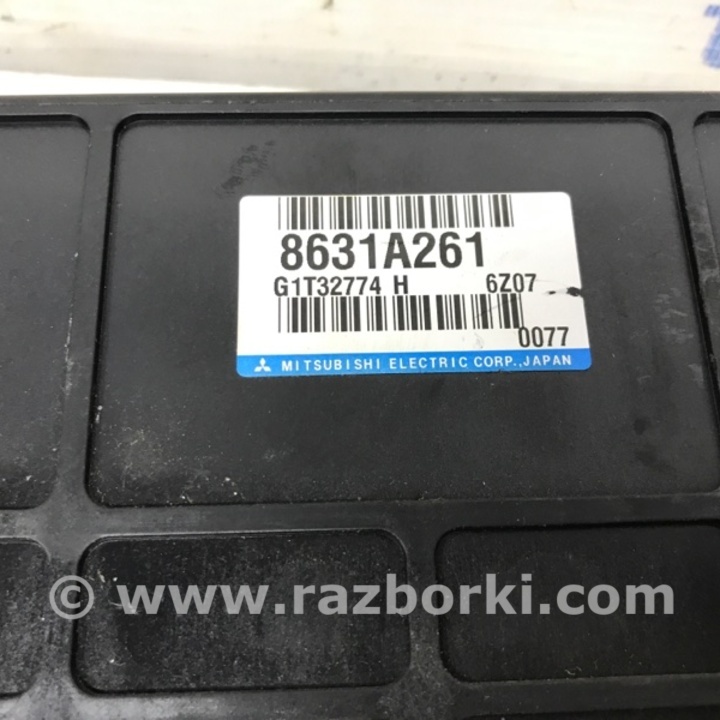 8631A261
G1T32774 H 6Z07
0077
MITSUBISHI ELECTRIC CORP., JAPAN
© www.razborki.com